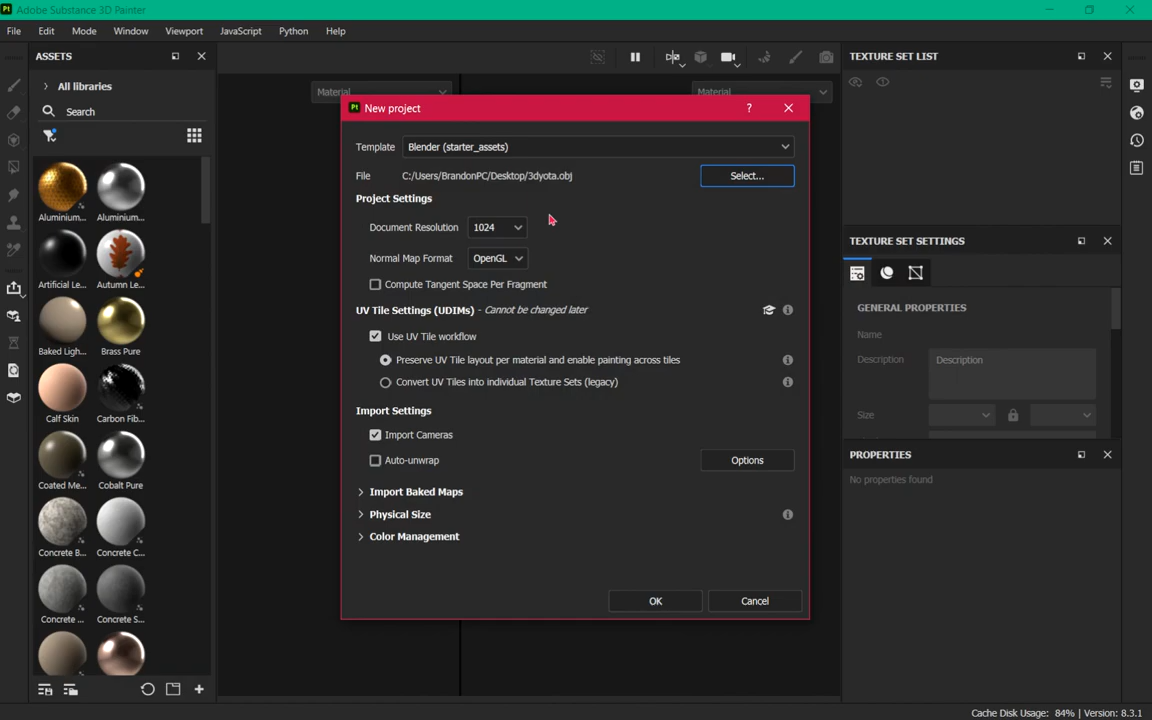 Pt Adobe Substance 3D Painter
File Edit Mode Window Viewport JavaScript Python Help
ASSETS
All libraries
Search
Aluminium... Aluminium...
Artificial Le... Autumn Le...
Baked Ligh... Brass Pure
Calf Skin Carbon Fib...
Coated Me... Cobalt Pure
Concrete B... Concrete C...
Concrete ... Concrete S...
Material Material
Pt New project ?
Template Blender (starter_assets)
File C:/Users/BrandonPC/Desktop/3dyota.obj Select...
Project Settings
Document Resolution 1024
Normal Map Format OpenGL
Compute Tangent Space Per Fragment
UV Tile Settings (UDIMs) - Cannot be changed later
Use UV Tile workflow
Preserve UV Tile layout per material and enable painting across tiles
Convert UV Tiles into individual Texture Sets (legacy)
Import Settings
Import Cameras
Auto-unwrap Options
Import Baked Maps
Physical Size
Color Management
OK Cancel
TEXTURE SET LIST
TEXTURE SET SETTINGS
GENERAL PROPERTIES
Name
Description Description
Size
PROPERTIES
No properties found
Cache Disk Usage: 84% | Version: 8.3.1